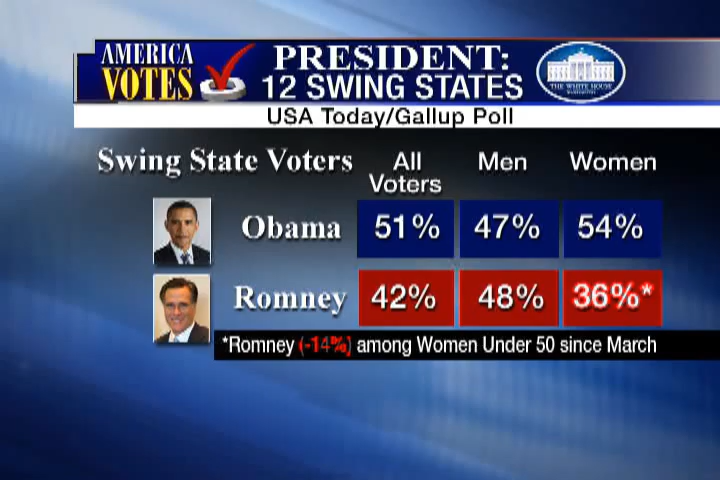 AMERICA
VOTES
PRESIDENT:
12 SWING STATES
THE WHITE HOUSE
WASHINGTON
USA Today/Gallup Poll
Swing State Voters All Voters Men Women
Obama 51% 47% 54%
Romney 42% 48% 36%*
*Romney (-14%) among Women Under 50 since March